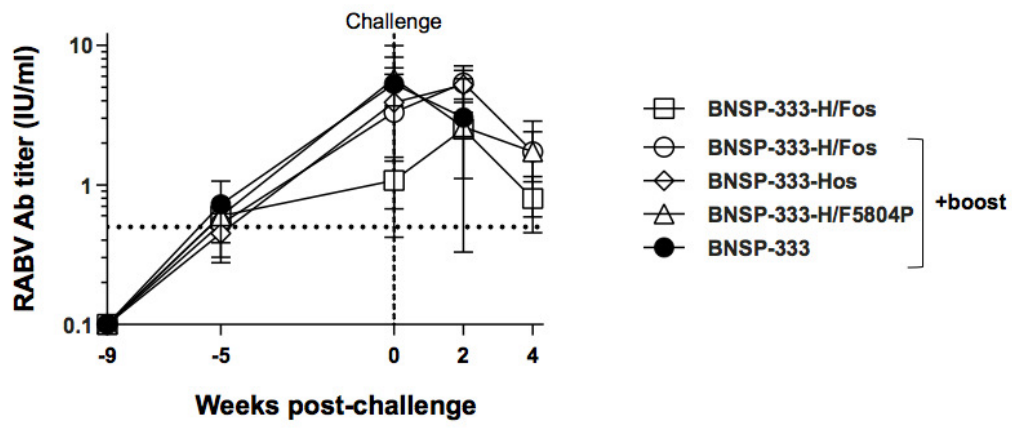 Challenge
10
1
0.1
RABV Ab titer (IU/ml)
-9 -5 0 2 4
Weeks post-challenge
BNSP-333-H/Fos
BNSP-333-H/Fos
BNSP-333-Hos
BNSP-333-H/F5804P
BNSP-333
+boost